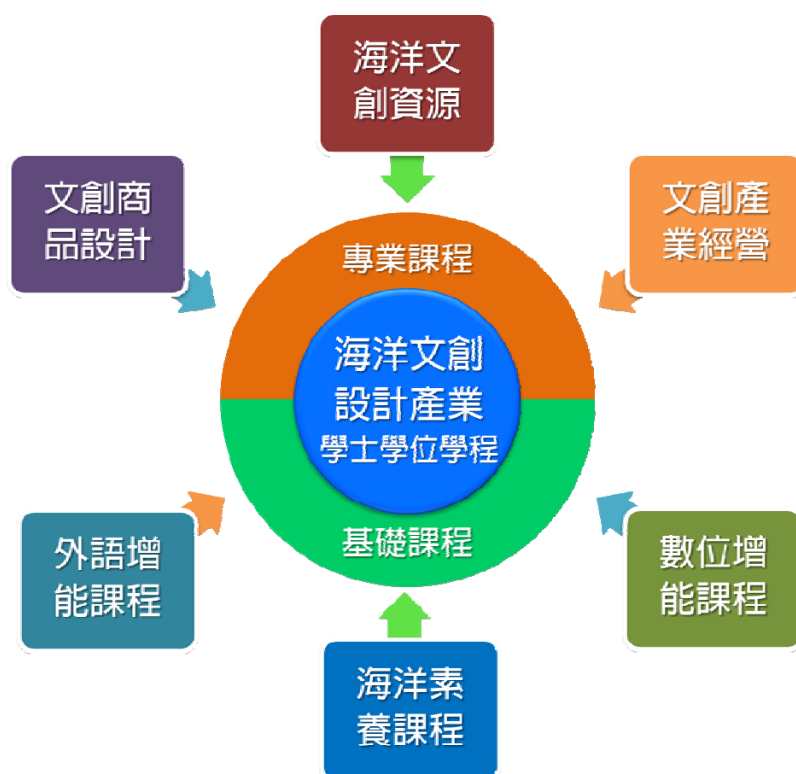 海洋文
創資源
文創商
品設計
文創產
業經營
專業課程
海洋文創
設計產業
學士學位學程
基礎課程
外語增
能課程
數位增
能課程
海洋素
養課程